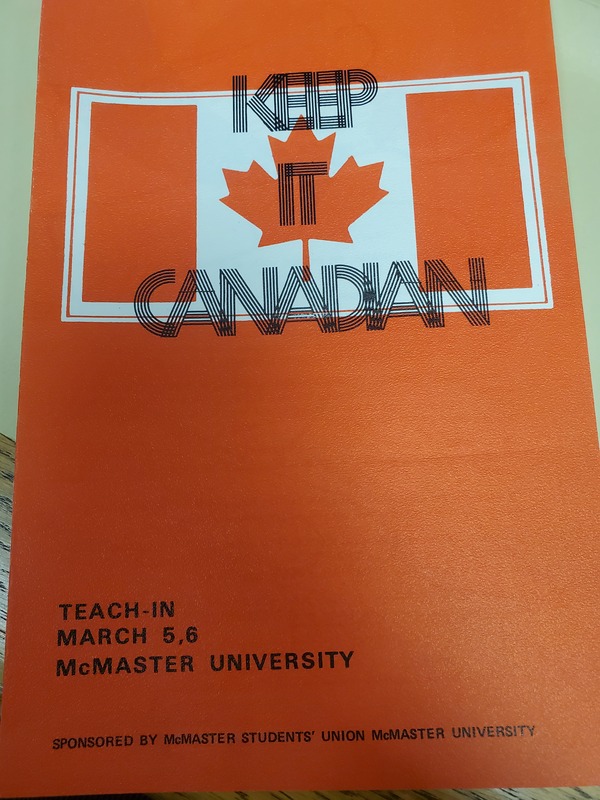 KEEP
IT
CANADIAN
TEACH-IN
MARCH 5,6
McMASTER UNIVERSITY
SPONSORED BY McMASTER STUDENTS' UNION McMASTER UNIVERSITY